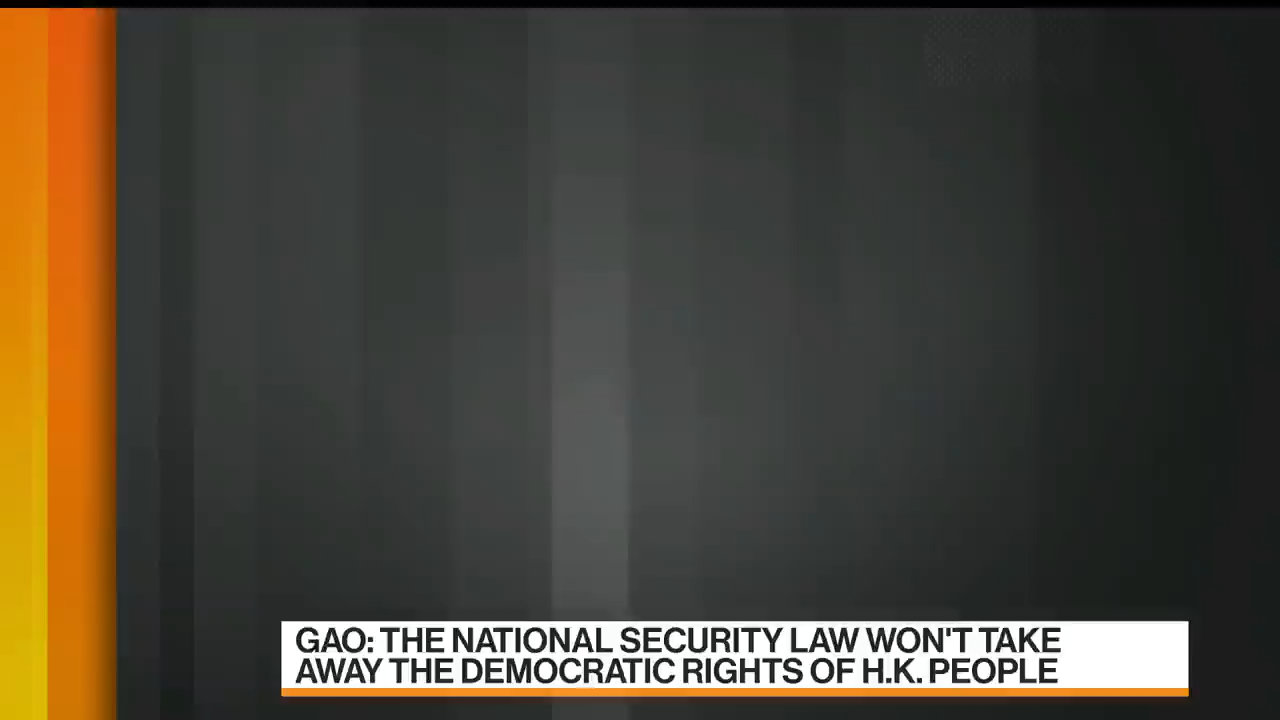 GAO: THE NATIONAL SECURITY LAW WON'T TAKE
AWAY THE DEMOCRATIC RIGHTS OF H.K. PEOPLE